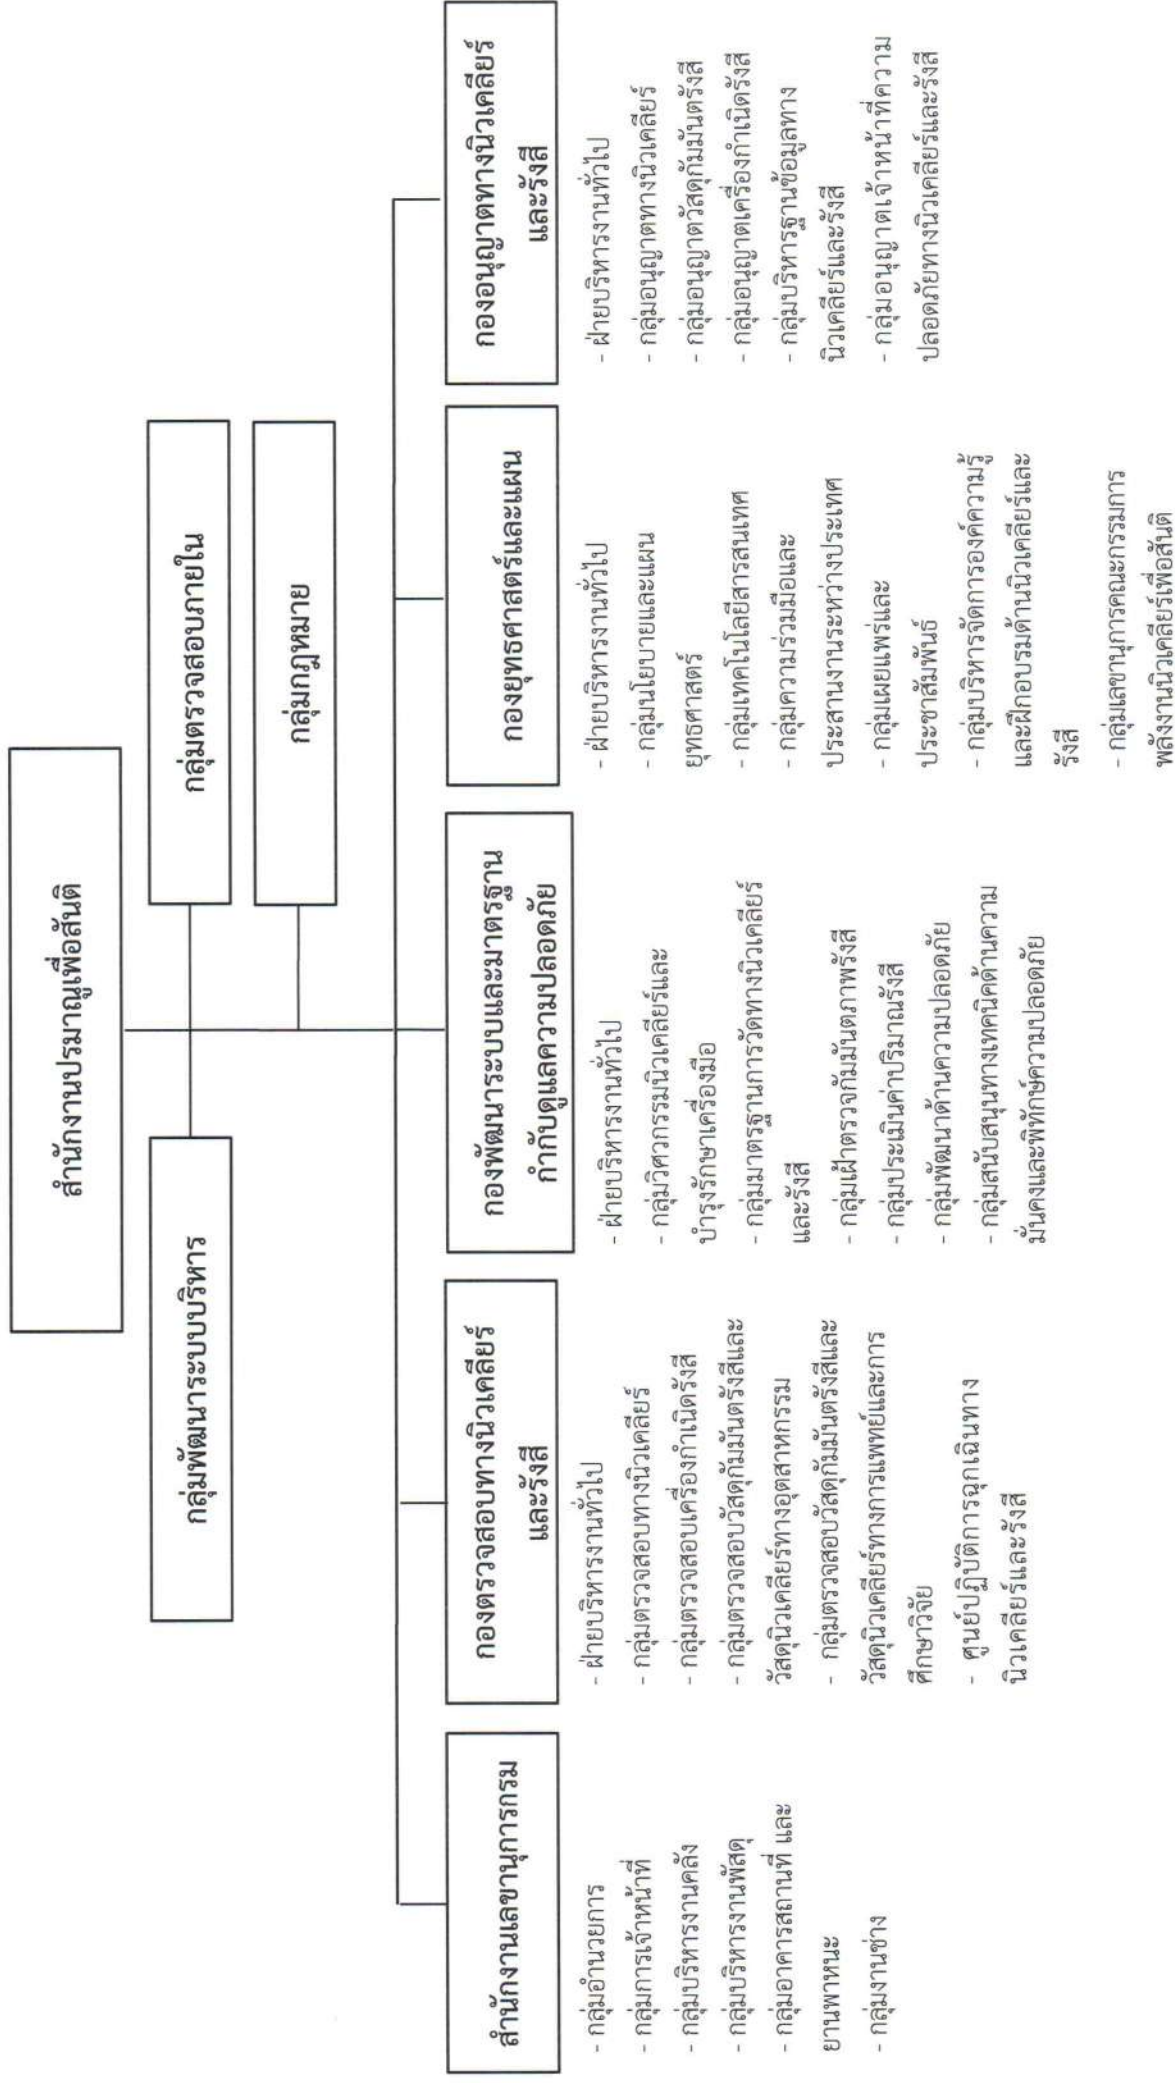 สำนักงานปรมาณูเพื่อสันติ
กลุ่มพัฒนาระบบบริหาร
กลุ่มตรวจสอบภายใน
กลุ่มกฎหมาย
สำนักงานเลขานุการกรม
- กลุ่มอำนวยการ
- กลุ่มการเจ้าหน้าที่
- กลุ่มบริหารงานคลัง
- กลุ่มบริหารงานพัสดุ
- กลุ่มอาคารสถานที่ และ
ยานพาหนะ
- กลุ่มงานช่าง
กองตรวจสอบทางนิวเคลียร์
และรังสี
- ฝ่ายบริหารงานทั่วไป
- กลุ่มตรวจสอบทางนิวเคลียร์
- กลุ่มตรวจสอบเครื่องกำเนิดรังสี
- กลุ่มตรวจสอบวัสดุกัมมันตรังสีและ
วัสดุนิวเคลียร์ทางอุตสาหกรรม
- กลุ่มตรวจสอบวัสดุกัมมันตรังสีและ
วัสดุนิวเคลียร์ทางการแพทย์และการ
ศึกษาวิจัย
- ศูนย์ปฏิบัติการฉุกเฉินทาง
นิวเคลียร์และรังสี
กองพัฒนาระบบและมาตรฐาน
กำกับดูแลความปลอดภัย
- ฝ่ายบริหารงานทั่วไป
- กลุ่มวิศวกรรมนิวเคลียร์และ
บำรุงรักษาเครื่องมือ
- กลุ่มมาตรฐานการวัดทางนิวเคลียร์
และรังสี
- กลุ่มเฝ้าตรวจกัมมันตภาพรังสี
- กลุ่มประเมินค่าปริมาณรังสี
- กลุ่มพัฒนาด้านความปลอดภัย
- กลุ่มสนับสนุนทางเทคนิคด้านความ
มั่นคงและพิทักษ์ความปลอดภัย
กองยุทธศาสตร์และแผน
- ฝ่ายบริหารงานทั่วไป
- กลุ่มนโยบายและแผน
ยุทธศาสตร์
- กลุ่มเทคโนโลยีสารสนเทศ
- กลุ่มความร่วมมือและ
ประสานงานระหว่างประเทศ
- กลุ่มเผยแพร่และ
ประชาสัมพันธ์
- กลุ่มบริหารจัดการองค์ความรู้
และฝึกอบรมด้านนิวเคลียร์และ
รังสี
- กลุ่มเลขานุการคณะกรรมการ
พลังงานนิวเคลียร์เพื่อสันติ
กองอนุญาตทางนิวเคลียร์
และรังสี
- ฝ่ายบริหารงานทั่วไป
- กลุ่มอนุญาตทางนิวเคลียร์
- กลุ่มอนุญาตวัสดุกัมมันตรังสี
- กลุ่มอนุญาตเครื่องกำเนิดรังสี
- กลุ่มบริหารฐานข้อมูลทาง
นิวเคลียร์และรังสี
- กลุ่มอนุญาตเจ้าหน้าที่ความ
ปลอดภัยทางนิวเคลียร์และรังสี